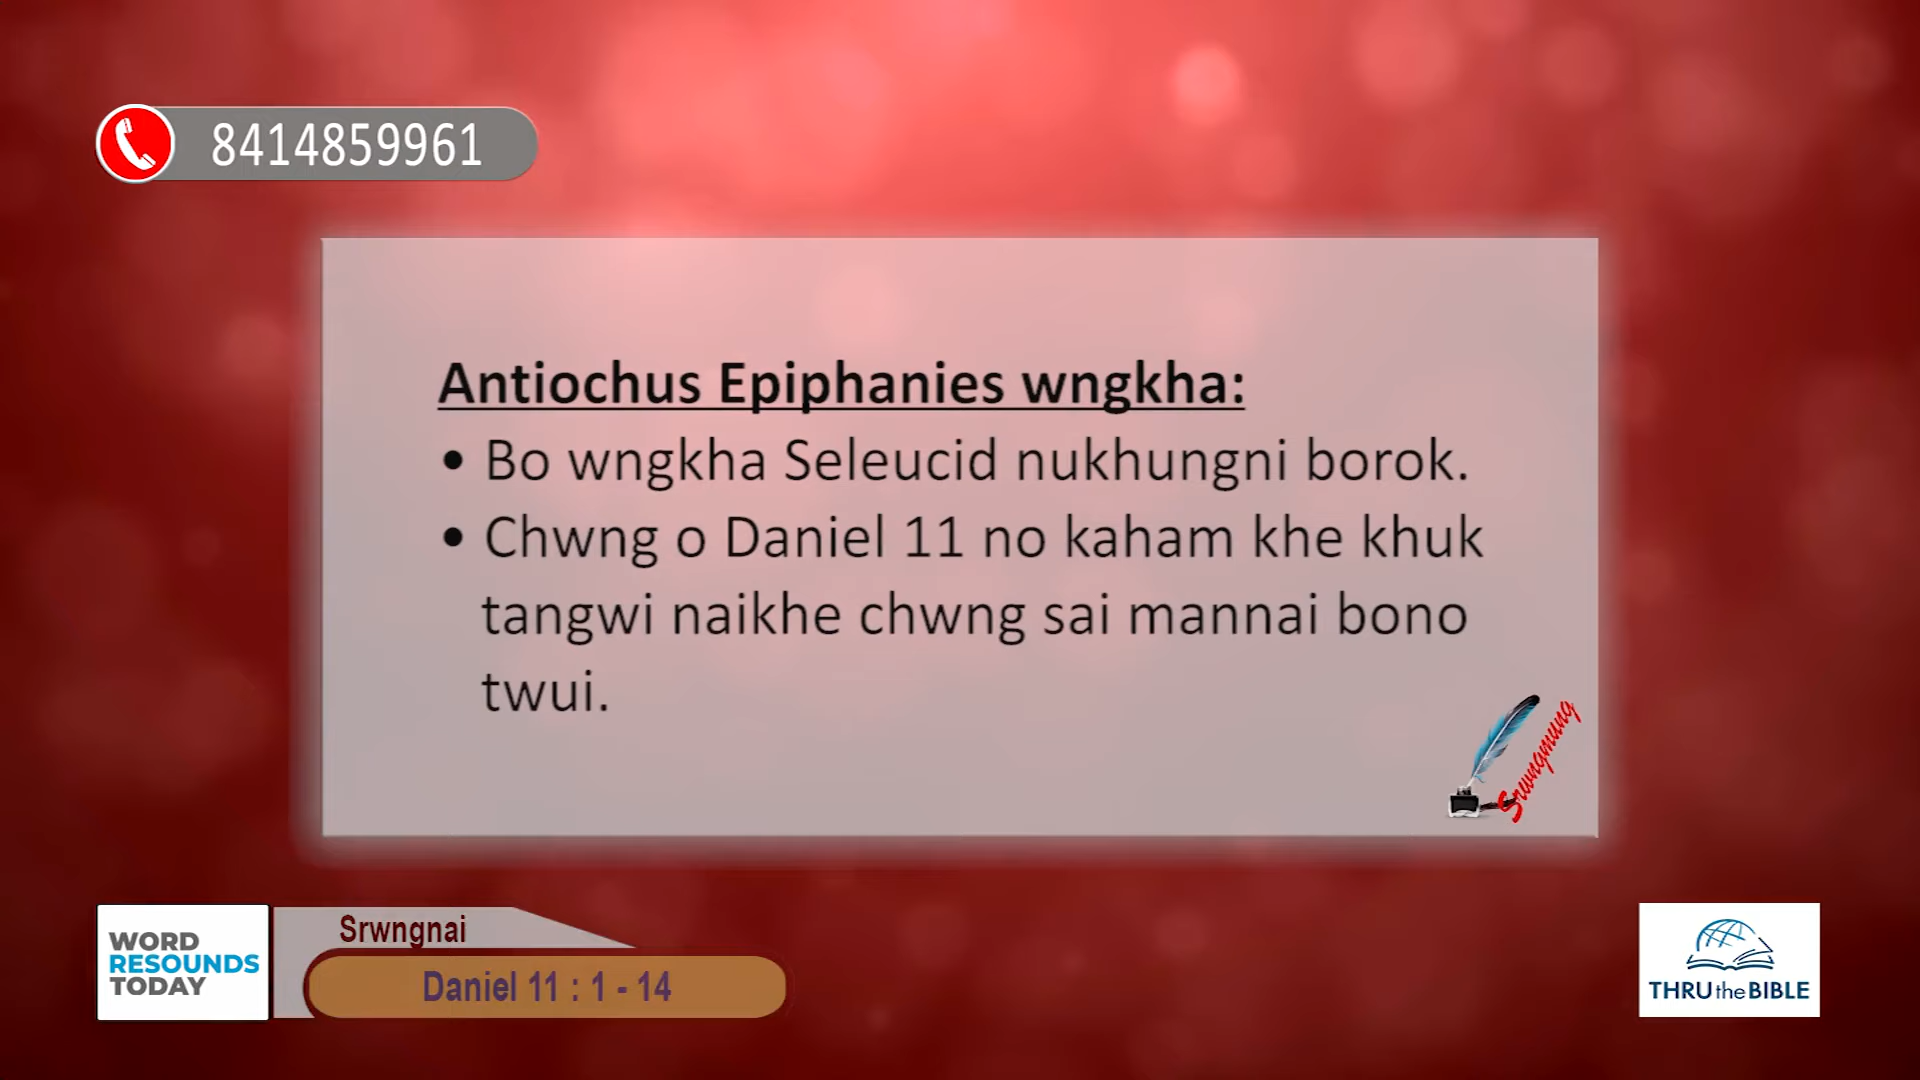 8414859961
Antiochus Epiphanies wngkha:
• Bo wngkha Seleucid nukhungni borok.
• Chwng o Daniel 11 no kaham khe khuk
tangwi naikhe chwng sai mannai bono
twui.
Srwngmung
WORD
RESOUNDS
TODAY
Srwngnai
Daniel 11 : 1 - 14
THRU the BIBLE